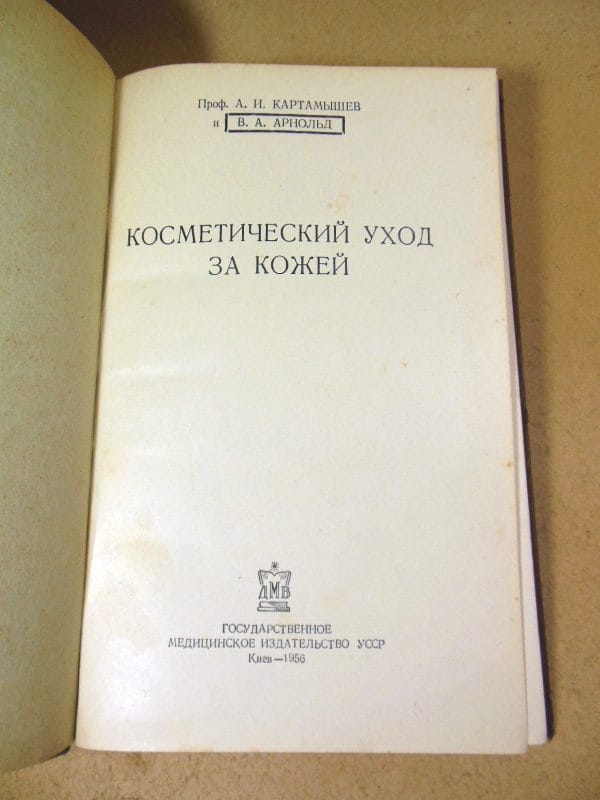 Проф. А. И. КАРТАМЫШЕВ
и В. А. АРНОЛЬД
КОСМЕТИЧЕСКИЙ УХОД
ЗА КОЖЕЙ
ДМВ
ГОСУДАРСТВЕННОЕ
МЕДИЦИНСКОЕ ИЗДАТЕЛЬСТВО УССР
Киев—1956